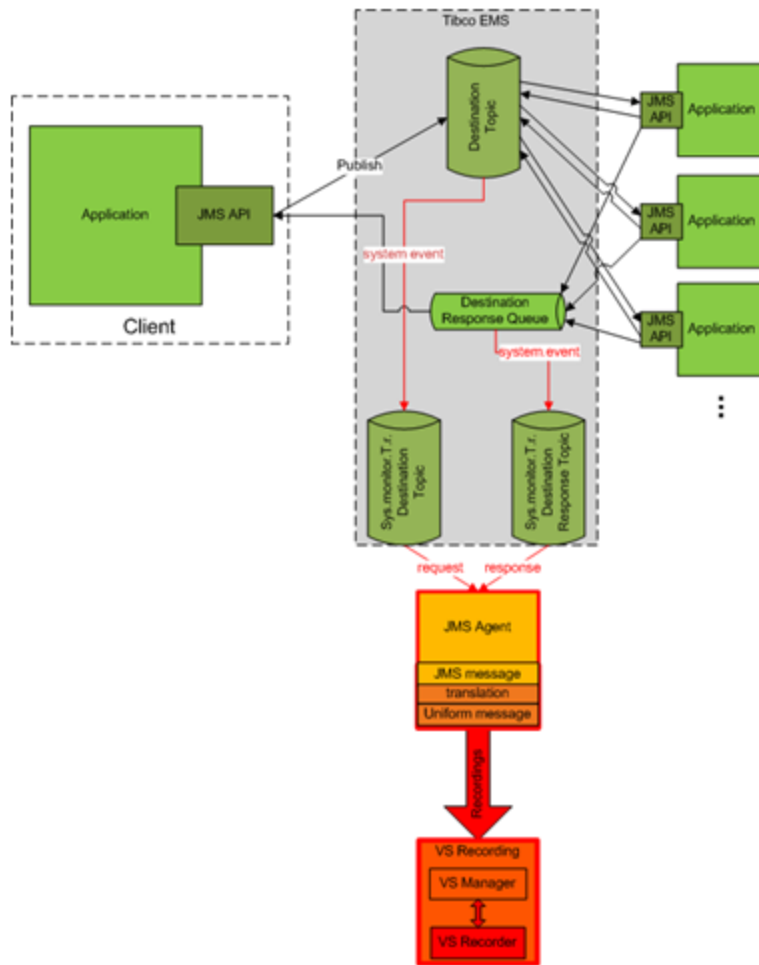 Tibco EMS
Destination
Topic
JMS
API
Application
Publish
Application
JMS API
Client
JMS
API
Application
system event
Destination
Response Queue
system event
JMS
API
Application
Sys.monitor.T.r.
Destination
Topic
Sys.monitor.T.r.
Destination
Response Topic
request
response
JMS Agent
JMS message
translation
Uniform message
Recordings
VS Recording
VS Manager
VS Recorder